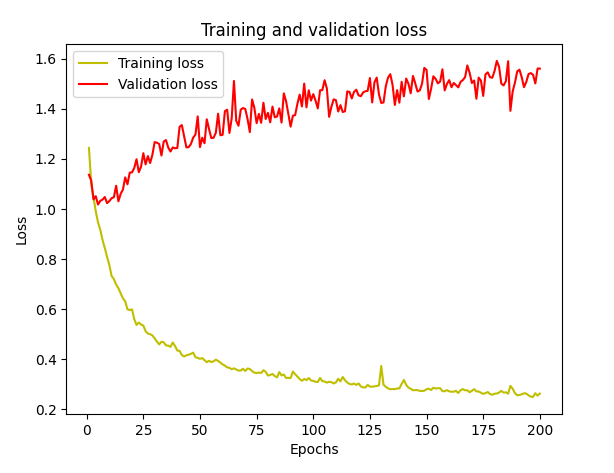 Training and validation loss
Training loss
Validation loss
1.6
1.4
1.2
1.0
0.8
0.6
0.4
0.2
Loss
0 25 50 75 100 125 150 175 200
Epochs